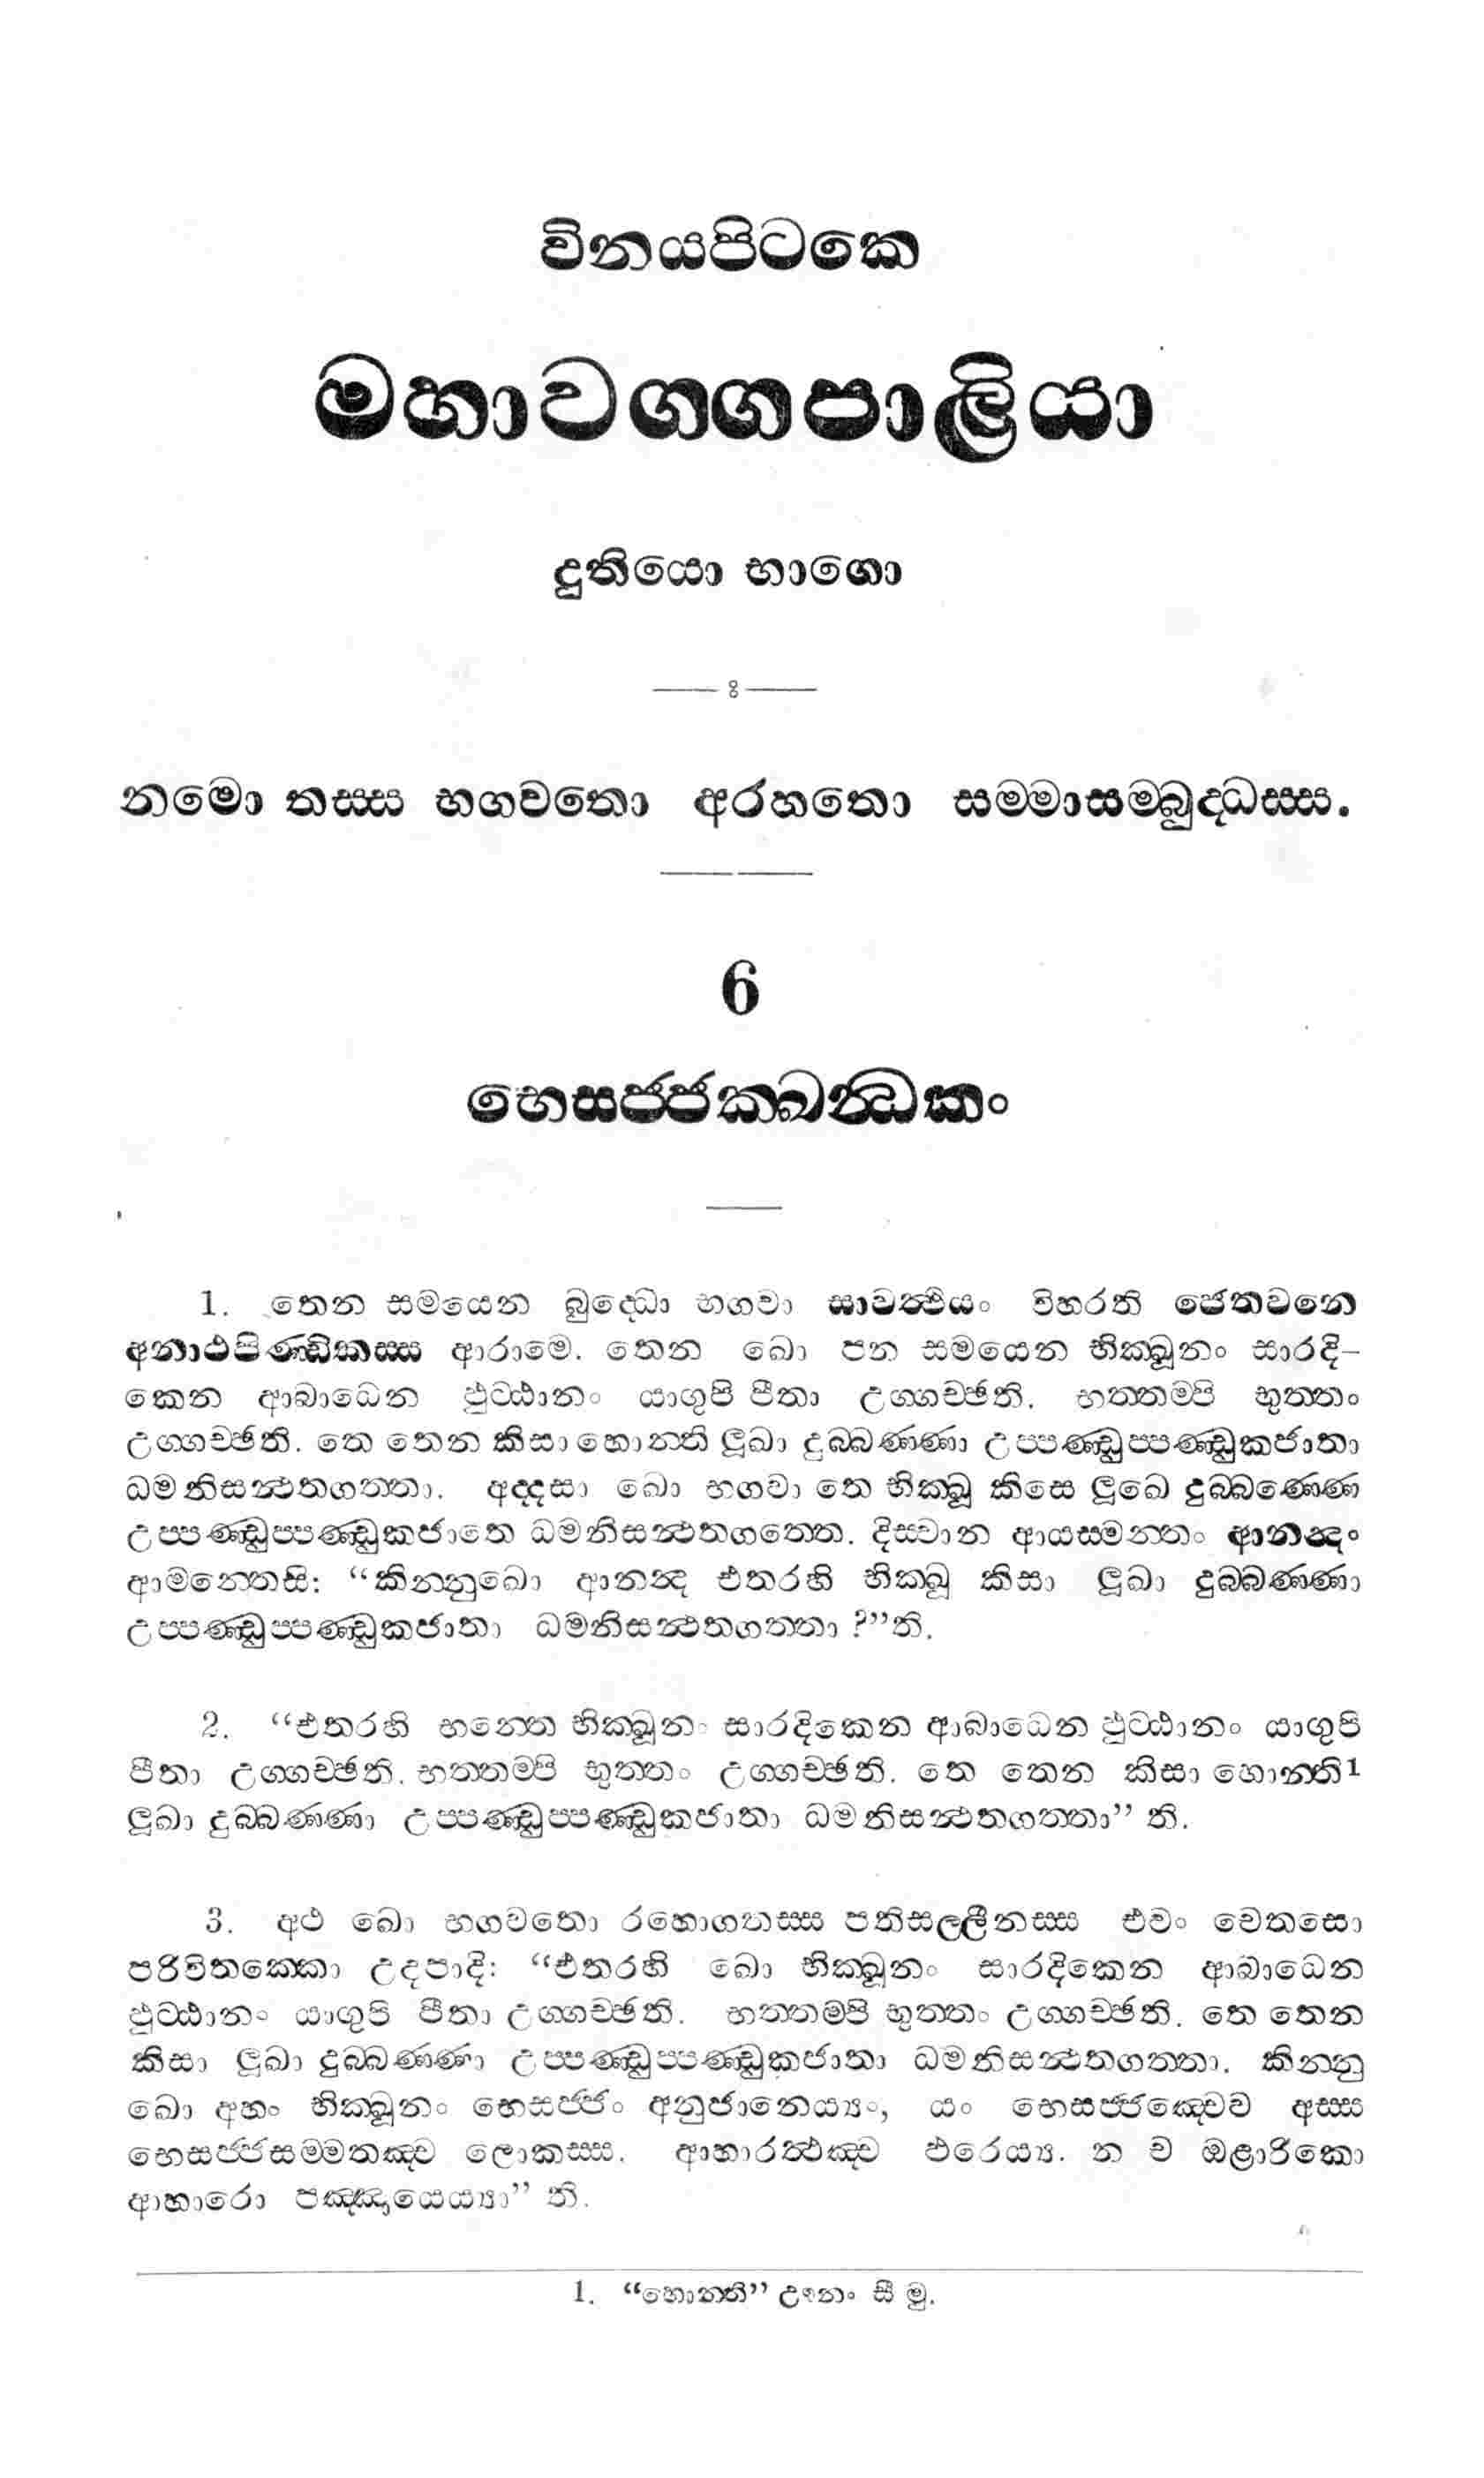 විනයපිටකෙ
මහාවග්ගපාලියා
දුතියො භාගො
නමො තස්ස භගවතො අරහතො සම්මාසම්බුද්ධස්ස.
6
භෙසජ්ජක්ඛන්ධකං
1. තෙන සමයෙන බුද්ධො භගවා සාවත්ථියං විහරති ජෙතවනෙ
අනාථපිණ්ඩිකස්ස ආරාමෙ. තෙන ඛො පන සමයෙන භික්ඛූනං සාරදි-
කෙන ආබාධෙන ඵුට්ඨානං යාගුපි පීතා උග්ගච්ඡති. භත්තම්පි භුත්තං
උග්ගච්ඡති. තෙ තෙන කිසා හොන්ති ලූඛා දුබ්බණ්ණා උප්පණ්ඩුප්පණ්ඩුකජාතා
ධමනිසන්ථතගත්තා. අද්දසා ඛො භගවා තෙ භික්ඛූ කිසෙ ලූඛෙ දුබ්බණ්ණෙ
උප්පණ්ඩුප්පණ්ඩුකජාතෙ ධමනිසන්ථතගත්තෙ. දිස්වාන ආයස්මන්තං ආනන්දං
ආමන්තෙසි: “කින්නුඛො ආනන්ද එතරහි භික්ඛූ කිසා ලූඛා දුබ්බණ්ණා
උප්පණ්ඩුප්පණ්ඩුකජාතා ධමනිසන්ථතගත්තා ?”ති.
2. “එතරහි භන්තෙ භික්ඛූනං සාරදිකෙන ආබාධෙන ඵුට්ඨානං යාගුපි
පීතා උග්ගච්ඡති. භත්තම්පි භුත්තං උග්ගච්ඡති. තෙ තෙන කිසා හොන්ති1
ලූඛා දුබ්බණ්ණා උප්පණ්ඩුප්පණ්ඩුකජාතා ධමනිසන්ථතගත්තා” ති.
3. අථ ඛො භගවතො රහොගතස්ස පතිසල්ලීනස්ස එවං චෙතසො
පරිවිතක්කො උදපාදි: “එතරහි ඛො භික්ඛූනං සාරදිකෙන ආබාධෙන
ඵුට්ඨානං යාගුපි පීතා උග්ගච්ඡති. භත්තම්පි භුත්තං උග්ගච්ඡති. තෙ තෙන
කිසා ලූඛා දුබ්බණ්ණා උප්පණ්ඩුප්පණ්ඩුකජාතා ධමනිසන්ථතගත්තා. කින්නු
ඛො අහං භික්ඛූනං භෙසජ්ජං අනුජානෙය්‍යං, යං භෙසජ්ජඤ්චෙව අස්ස
භෙසජ්ජසම්මතඤ්ච ලොකස්ස. ආහාරත්ථඤ්ච ඵරෙය්‍ය. න ච ඔළාරිකො
ආහාරො පඤ්ඤායෙය්‍යා” ති.
1. “හොන්ති” ඌනං සී මු.